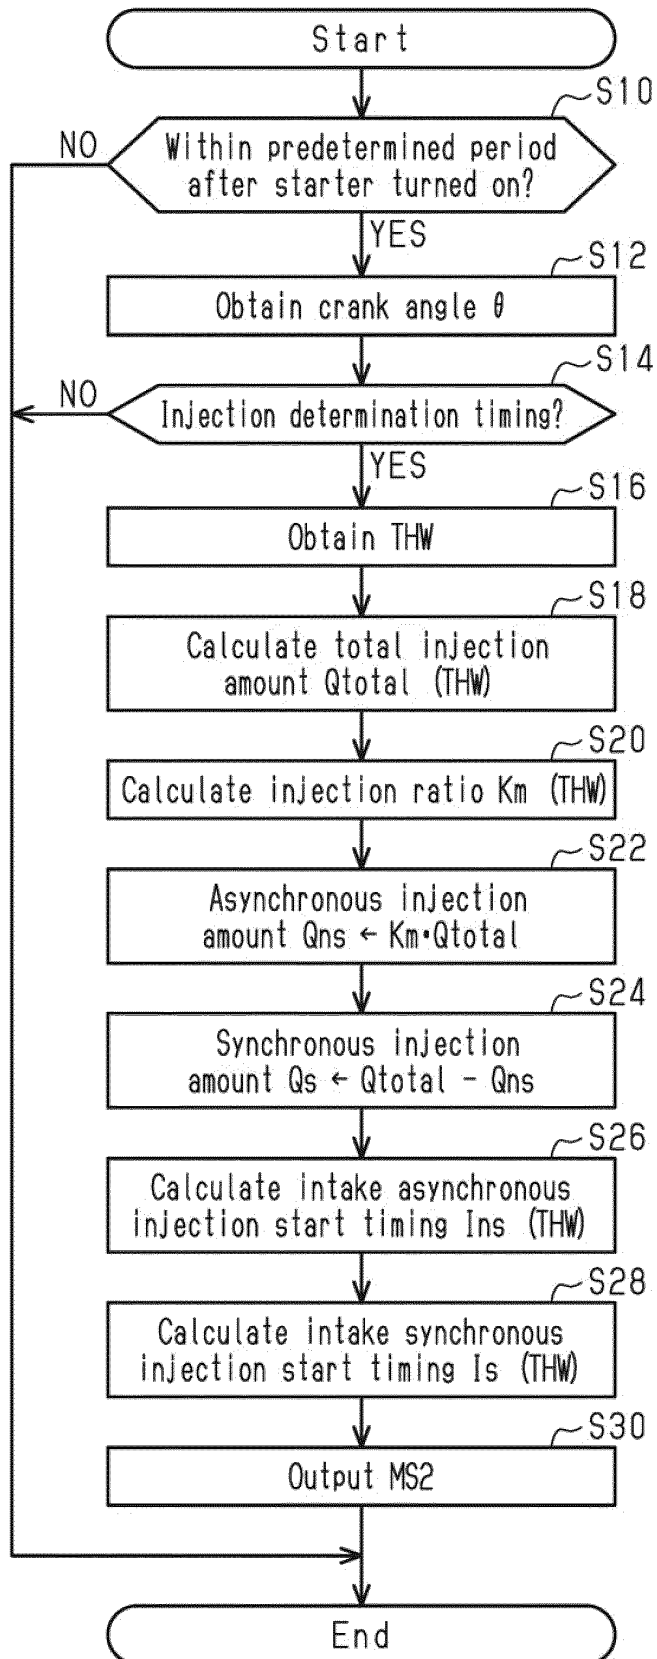 Start
S10
NO
Within predetermined period
after starter turned on?
YES
S12
Obtain crank angle θ
S14
NO
Injection determination timing?
YES
S16
Obtain THW
S18
Calculate total injection
amount Qtotal (THW)
S20
Calculate injection ratio Km (THW)
S22
Asynchronous injection
amount Qns ← Km•Qtotal
S24
Synchronous injection
amount Qs ← Qtotal − Qns
S26
Calculate intake asynchronous
injection start timing Ins (THW)
S28
Calculate intake synchronous
injection start timing Is (THW)
S30
Output MS2
End